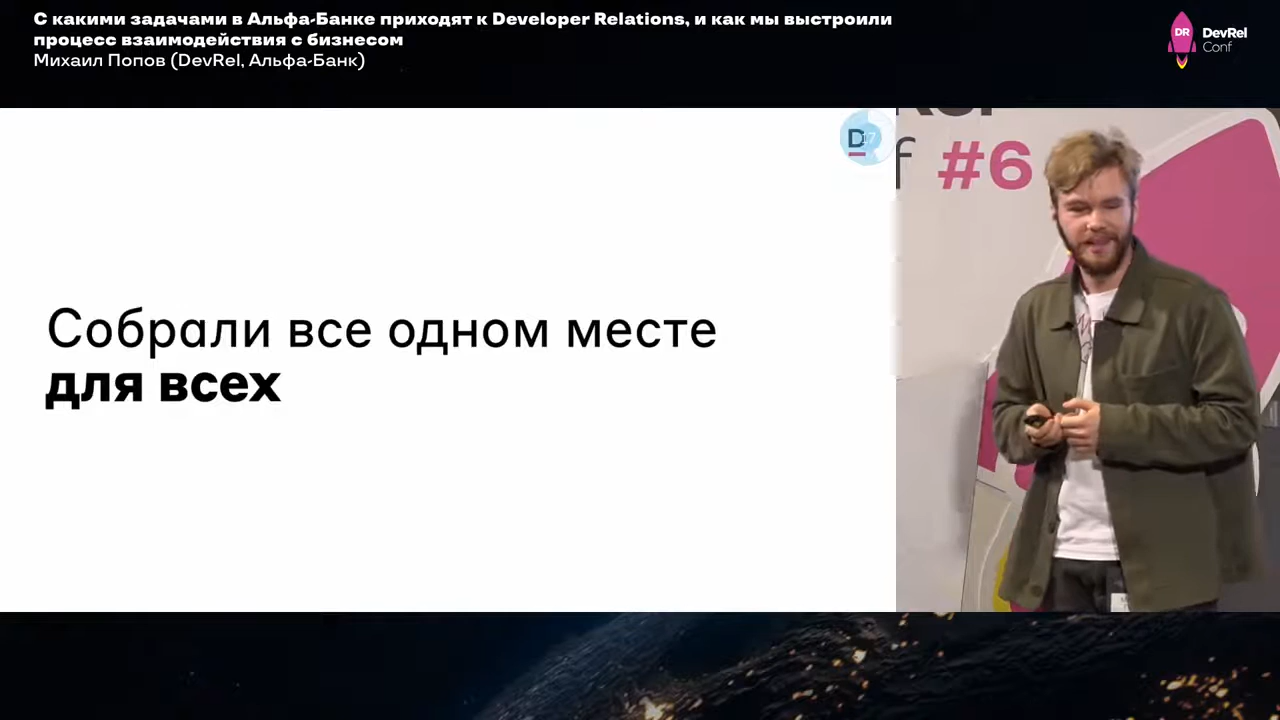 С какими задачами в Альфа-Банке приходят к Developer Relations, и как мы выстроили
процесс взаимодействия с бизнесом
Михаил Попов (DevRel, Альфа-Банк)
DR
DevRel
Conf
D
17
f #6
Собрали все одном месте
для всех